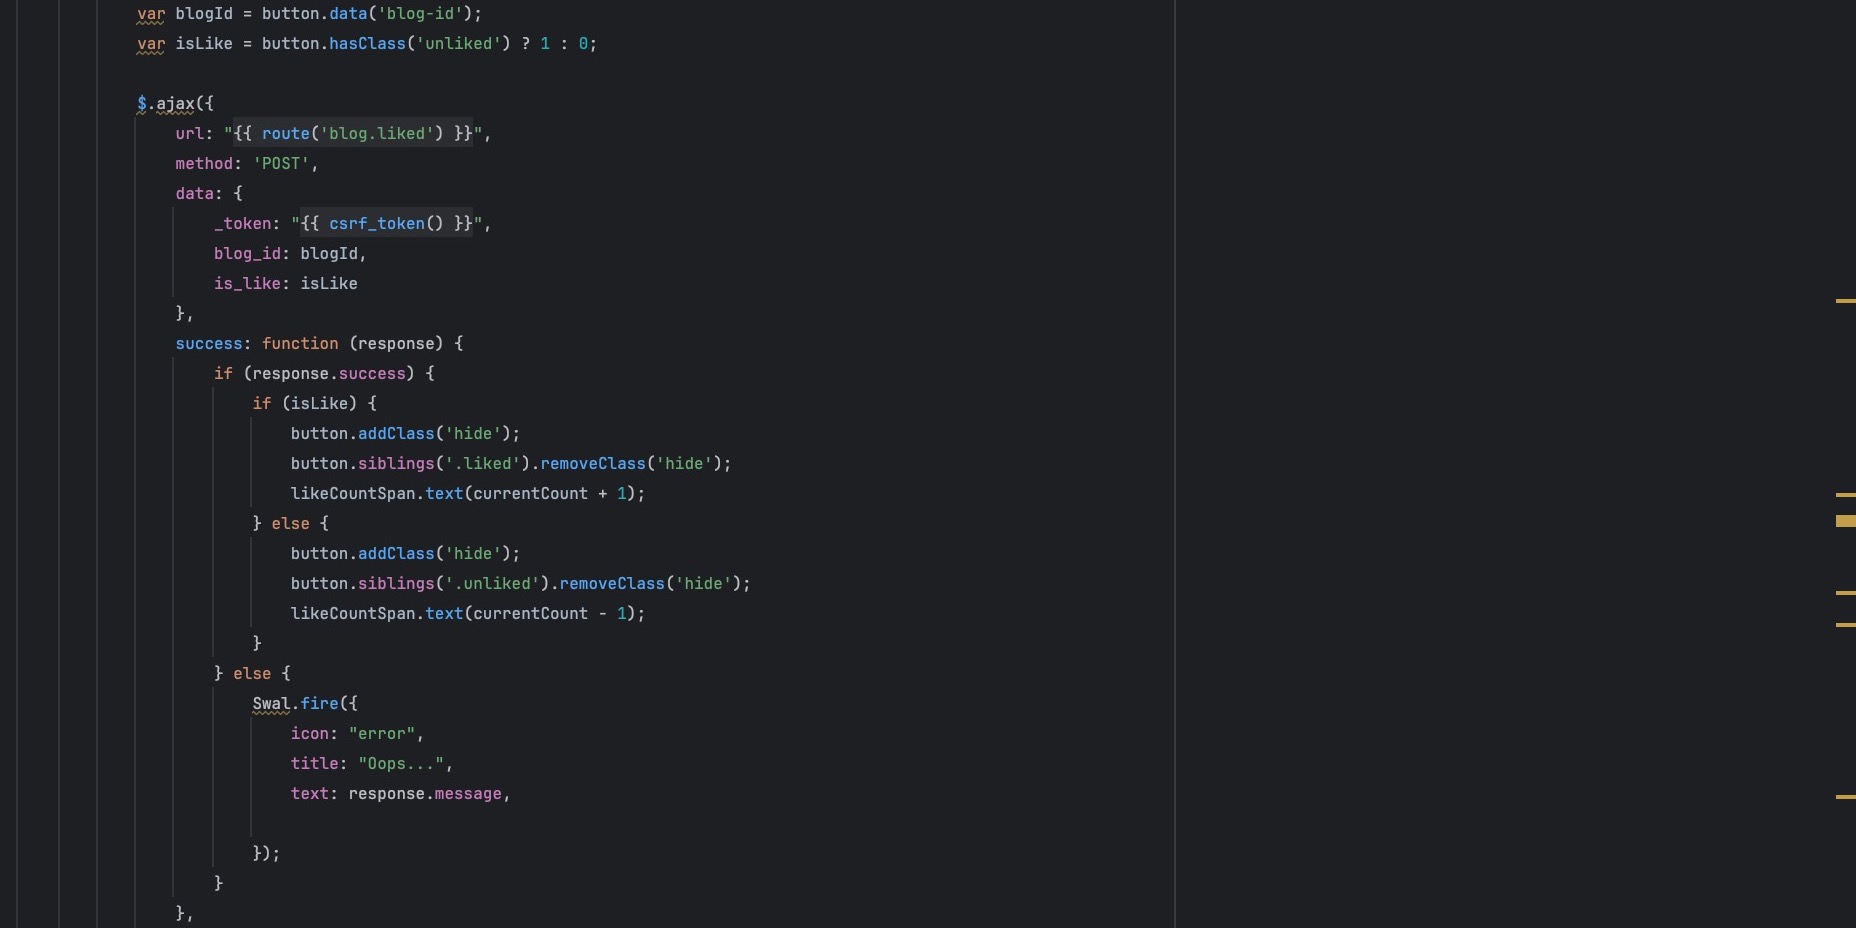 var blogId = button.data('blog-id');
var isLike = button.hasClass('unliked') ? 1 : 0;
$.ajax({
url: "{{ route('blog.liked') }}",
method: 'POST',
data: {
_token: "{{ csrf_token() }}",
blog_id: blogId,
is_like: isLike
},
success: function (response) {
if (response.success) {
if (isLike) {
button.addClass('hide');
button.siblings('.liked').removeClass('hide');
likeCountSpan.text(currentCount + 1);
} else {
button.addClass('hide');
button.siblings('.unliked').removeClass('hide');
likeCountSpan.text(currentCount - 1);
}
} else {
Swal.fire({
icon: "error",
title: "Oops...",
text: response.message,
});
}
},